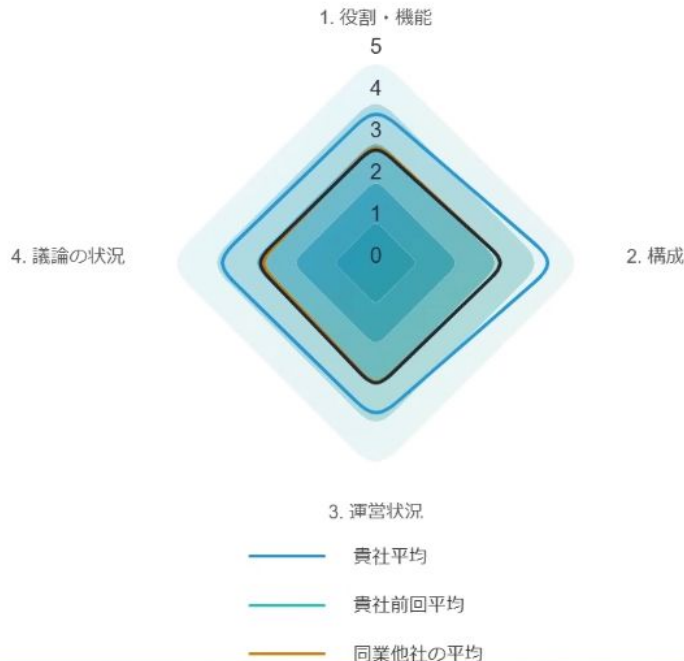 1. 役割・機能
5
4
3
2
1
0
4. 議論の状況
2. 構成
3. 運営状況
貴社平均
貴社前回平均
同業他社の平均